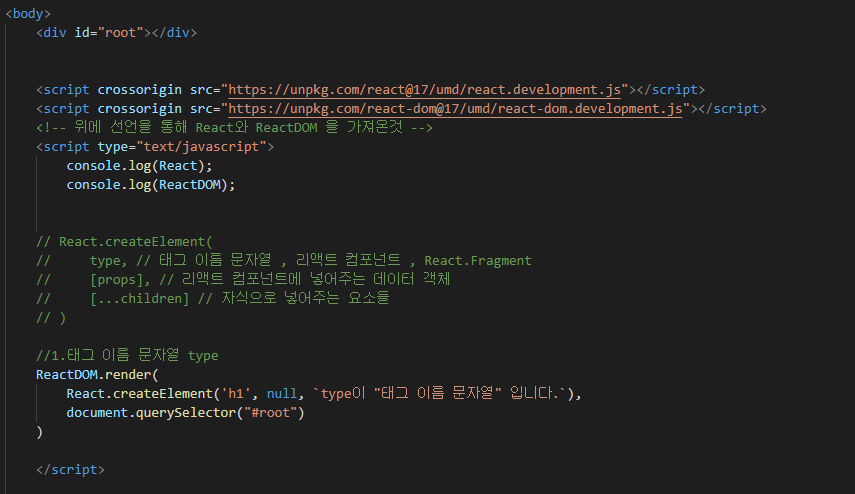 <body>
<div id="root"></div>
<script crossorigin src="https://unpkg.com/react@17/umd/react.development.js"></script>
<script crossorigin src="https://unpkg.com/react-dom@17/umd/react-dom.development.js"></script>
<!-- 위에 선언을 통해 React와 ReactDOM 을 가져온것 -->
<script type="text/javascript">
console.log(React);
console.log(ReactDOM);
// React.createElement(
//     type, // 태그 이름 문자열 , 리액트 컴포넌트 , React.Fragment
//     [props], // 리액트 컴포넌트에 넣어주는 데이터 객체
//     [...children] // 자식으로 넣어주는 요소들
// )
//1.태그 이름 문자열 type
ReactDOM.render(
React.createElement('h1', null, `type이 "태그 이름 문자열" 입니다.`),
document.querySelector("#root")
)
</script>